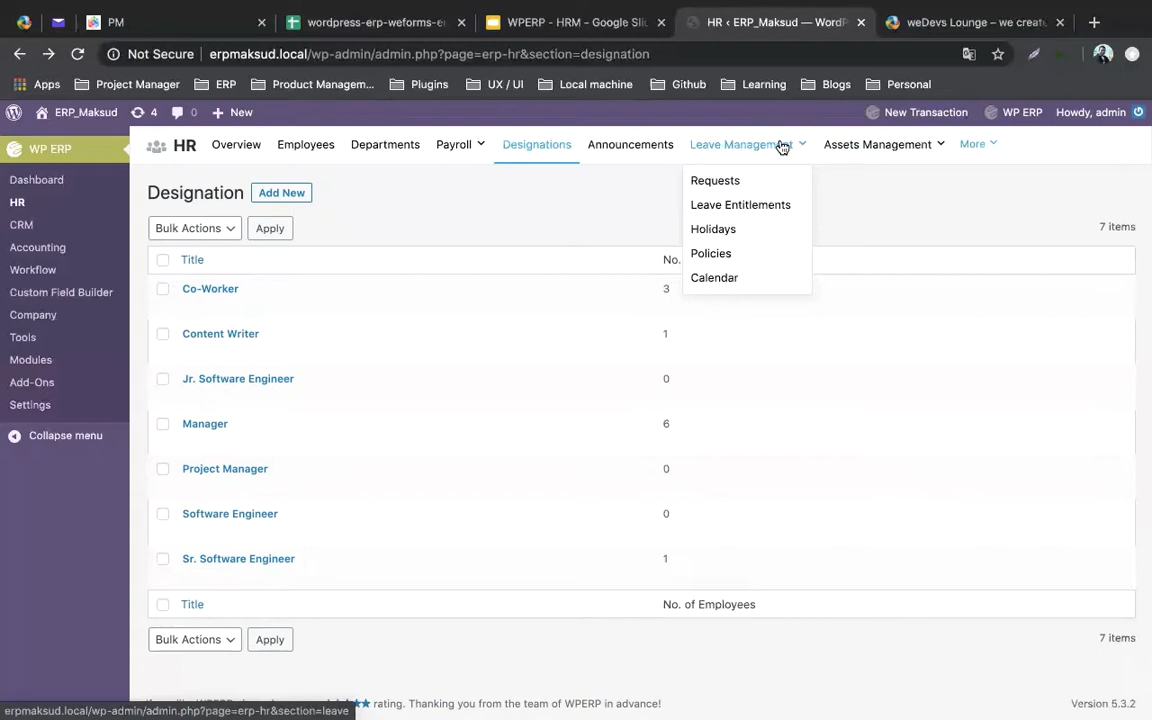 PM
wordpress-erp-weforms-e
WPERP - HRM - Google Sli
HR ‹ ERP_Maksud — WordP
weDevs Lounge – we creat
Not Secure
erpmaksud.local/wp-admin/admin.php?page=erp-hr&section=designation
Apps
Project Manager
ERP
Product Managem...
Plugins
UX / UI
Local machine
Github
Learning
Blogs
Personal
ERP_Maksud
4
0
New
New Transaction
WP ERP
Howdy, admin
WP ERP
Dashboard
HR
CRM
Accounting
Workflow
Custom Field Builder
Company
Tools
Modules
Add-Ons
Settings
Collapse menu
HR
Overview
Employees
Departments
Payroll
Designations
Announcements
Leave Management
Assets Management
More
Requests
Leave Entitlements
Holidays
Policies
Calendar
Designation
Add New
Bulk Actions
Apply
7 items
Title
No.
Co-Worker
3
Content Writer
1
Jr. Software Engineer
0
Manager
6
Project Manager
0
Software Engineer
0
Sr. Software Engineer
1
Title
No. of Employees
Bulk Actions
Apply
7 items
rating. Thanking you from the team of WPERP in advance!
Version 5.3.2
erpmaksud.local/wp-admin/admin.php?page=erp-hr&section=leave